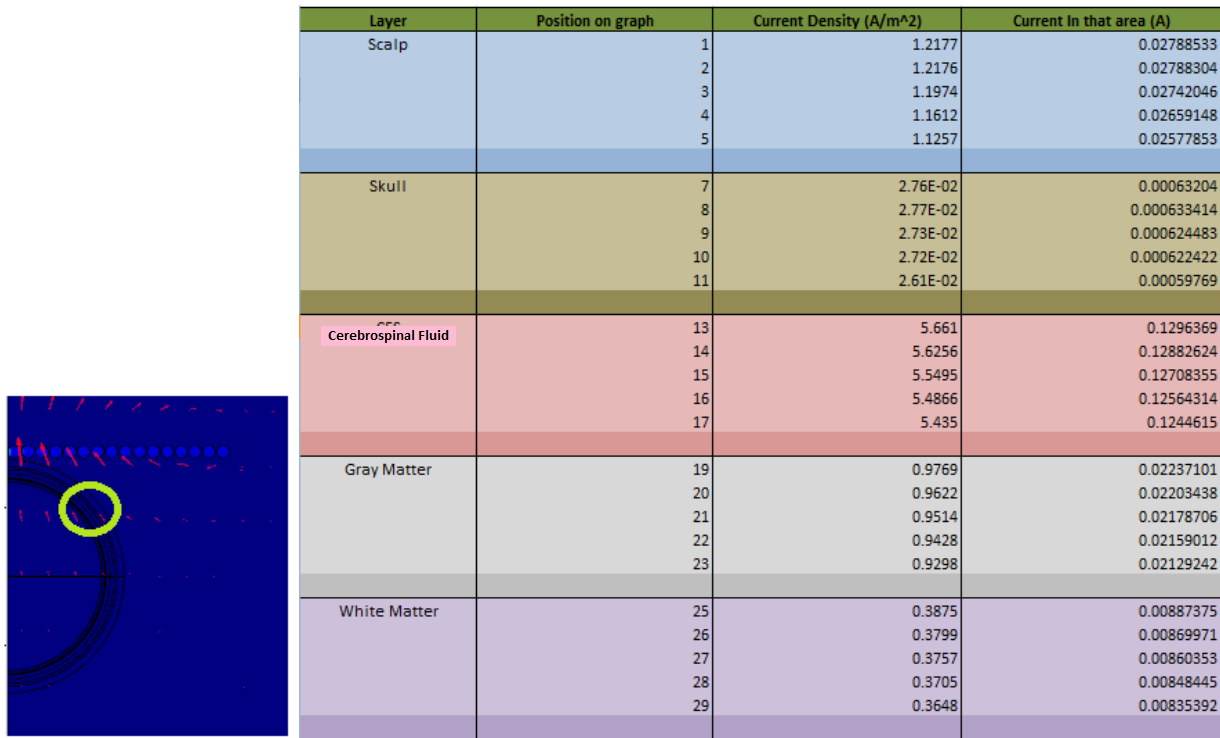 Layer Position on graph Current Density (A/m^2) Current In that area (A)
Scalp 1 1.2177 0.02788533
2 1.2176 0.02788304
3 1.1974 0.02742046
4 1.1612 0.02659148
5 1.1257 0.02577853
Skull 7 2.76E-02 0.00063204
8 2.77E-02 0.000633414
9 2.73E-02 0.000624483
10 2.72E-02 0.000622422
11 2.61E-02 0.00059769
Cerebrospinal Fluid 13 5.661 0.1296369
14 5.6256 0.12882624
15 5.5495 0.12708355
16 5.4866 0.12564314
17 5.435 0.1244615
Gray Matter 19 0.9769 0.02237101
20 0.9622 0.02203438
21 0.9514 0.02178706
22 0.9428 0.02159012
23 0.9298 0.02129242
White Matter 25 0.3875 0.00887375
26 0.3799 0.00869971
27 0.3757 0.00860353
28 0.3705 0.00848445
29 0.3648 0.00835392